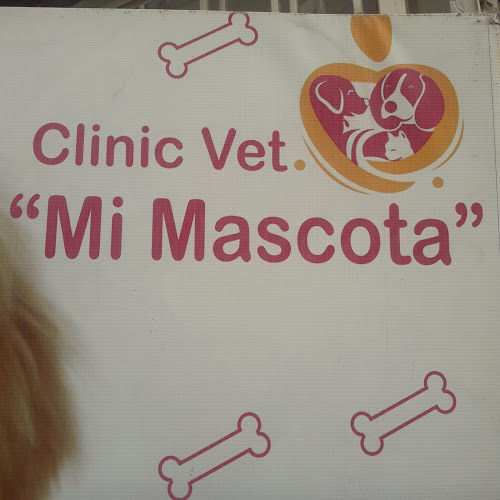 Clinic Vet.
“Mi Mascota”